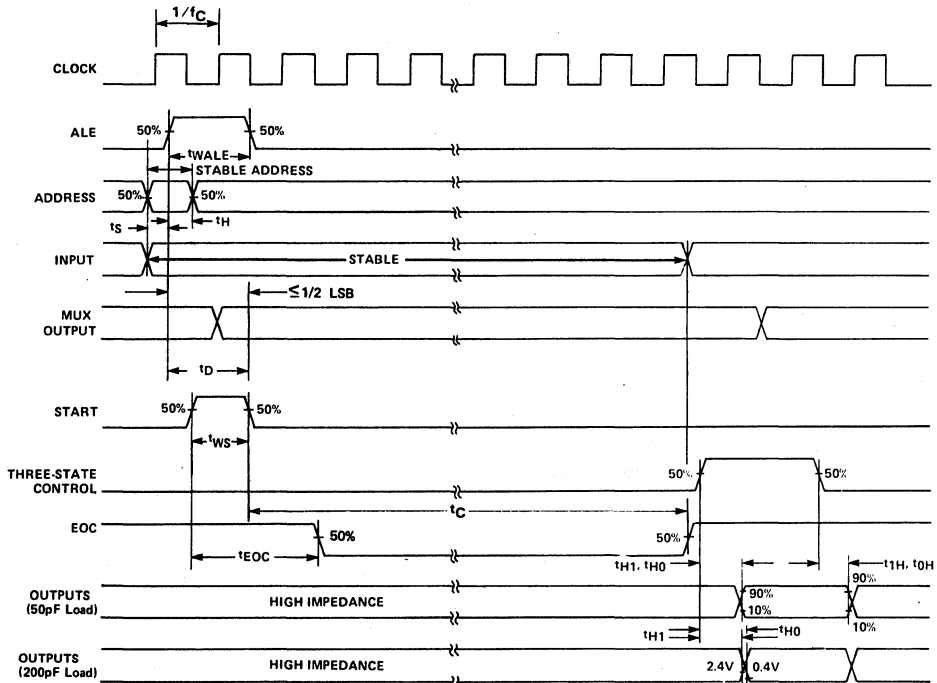 1/fC
CLOCK
ALE
50%
50%
tWALE
STABLE ADDRESS
ADDRESS
50%
50%
tS
tH
INPUT
STABLE
≤1/2 LSB
MUX
OUTPUT
tD
START
50%
50%
tWS
THREE-STATE
CONTROL
50%
50%
tC
EOC
50%
50%
tEOC
tH1, tH0
t1H, t0H
OUTPUTS
(50pF Load)
HIGH IMPEDANCE
90%
10%
90%
10%
tH1
tH0
OUTPUTS
(200pF Load)
HIGH IMPEDANCE
2.4V
0.4V